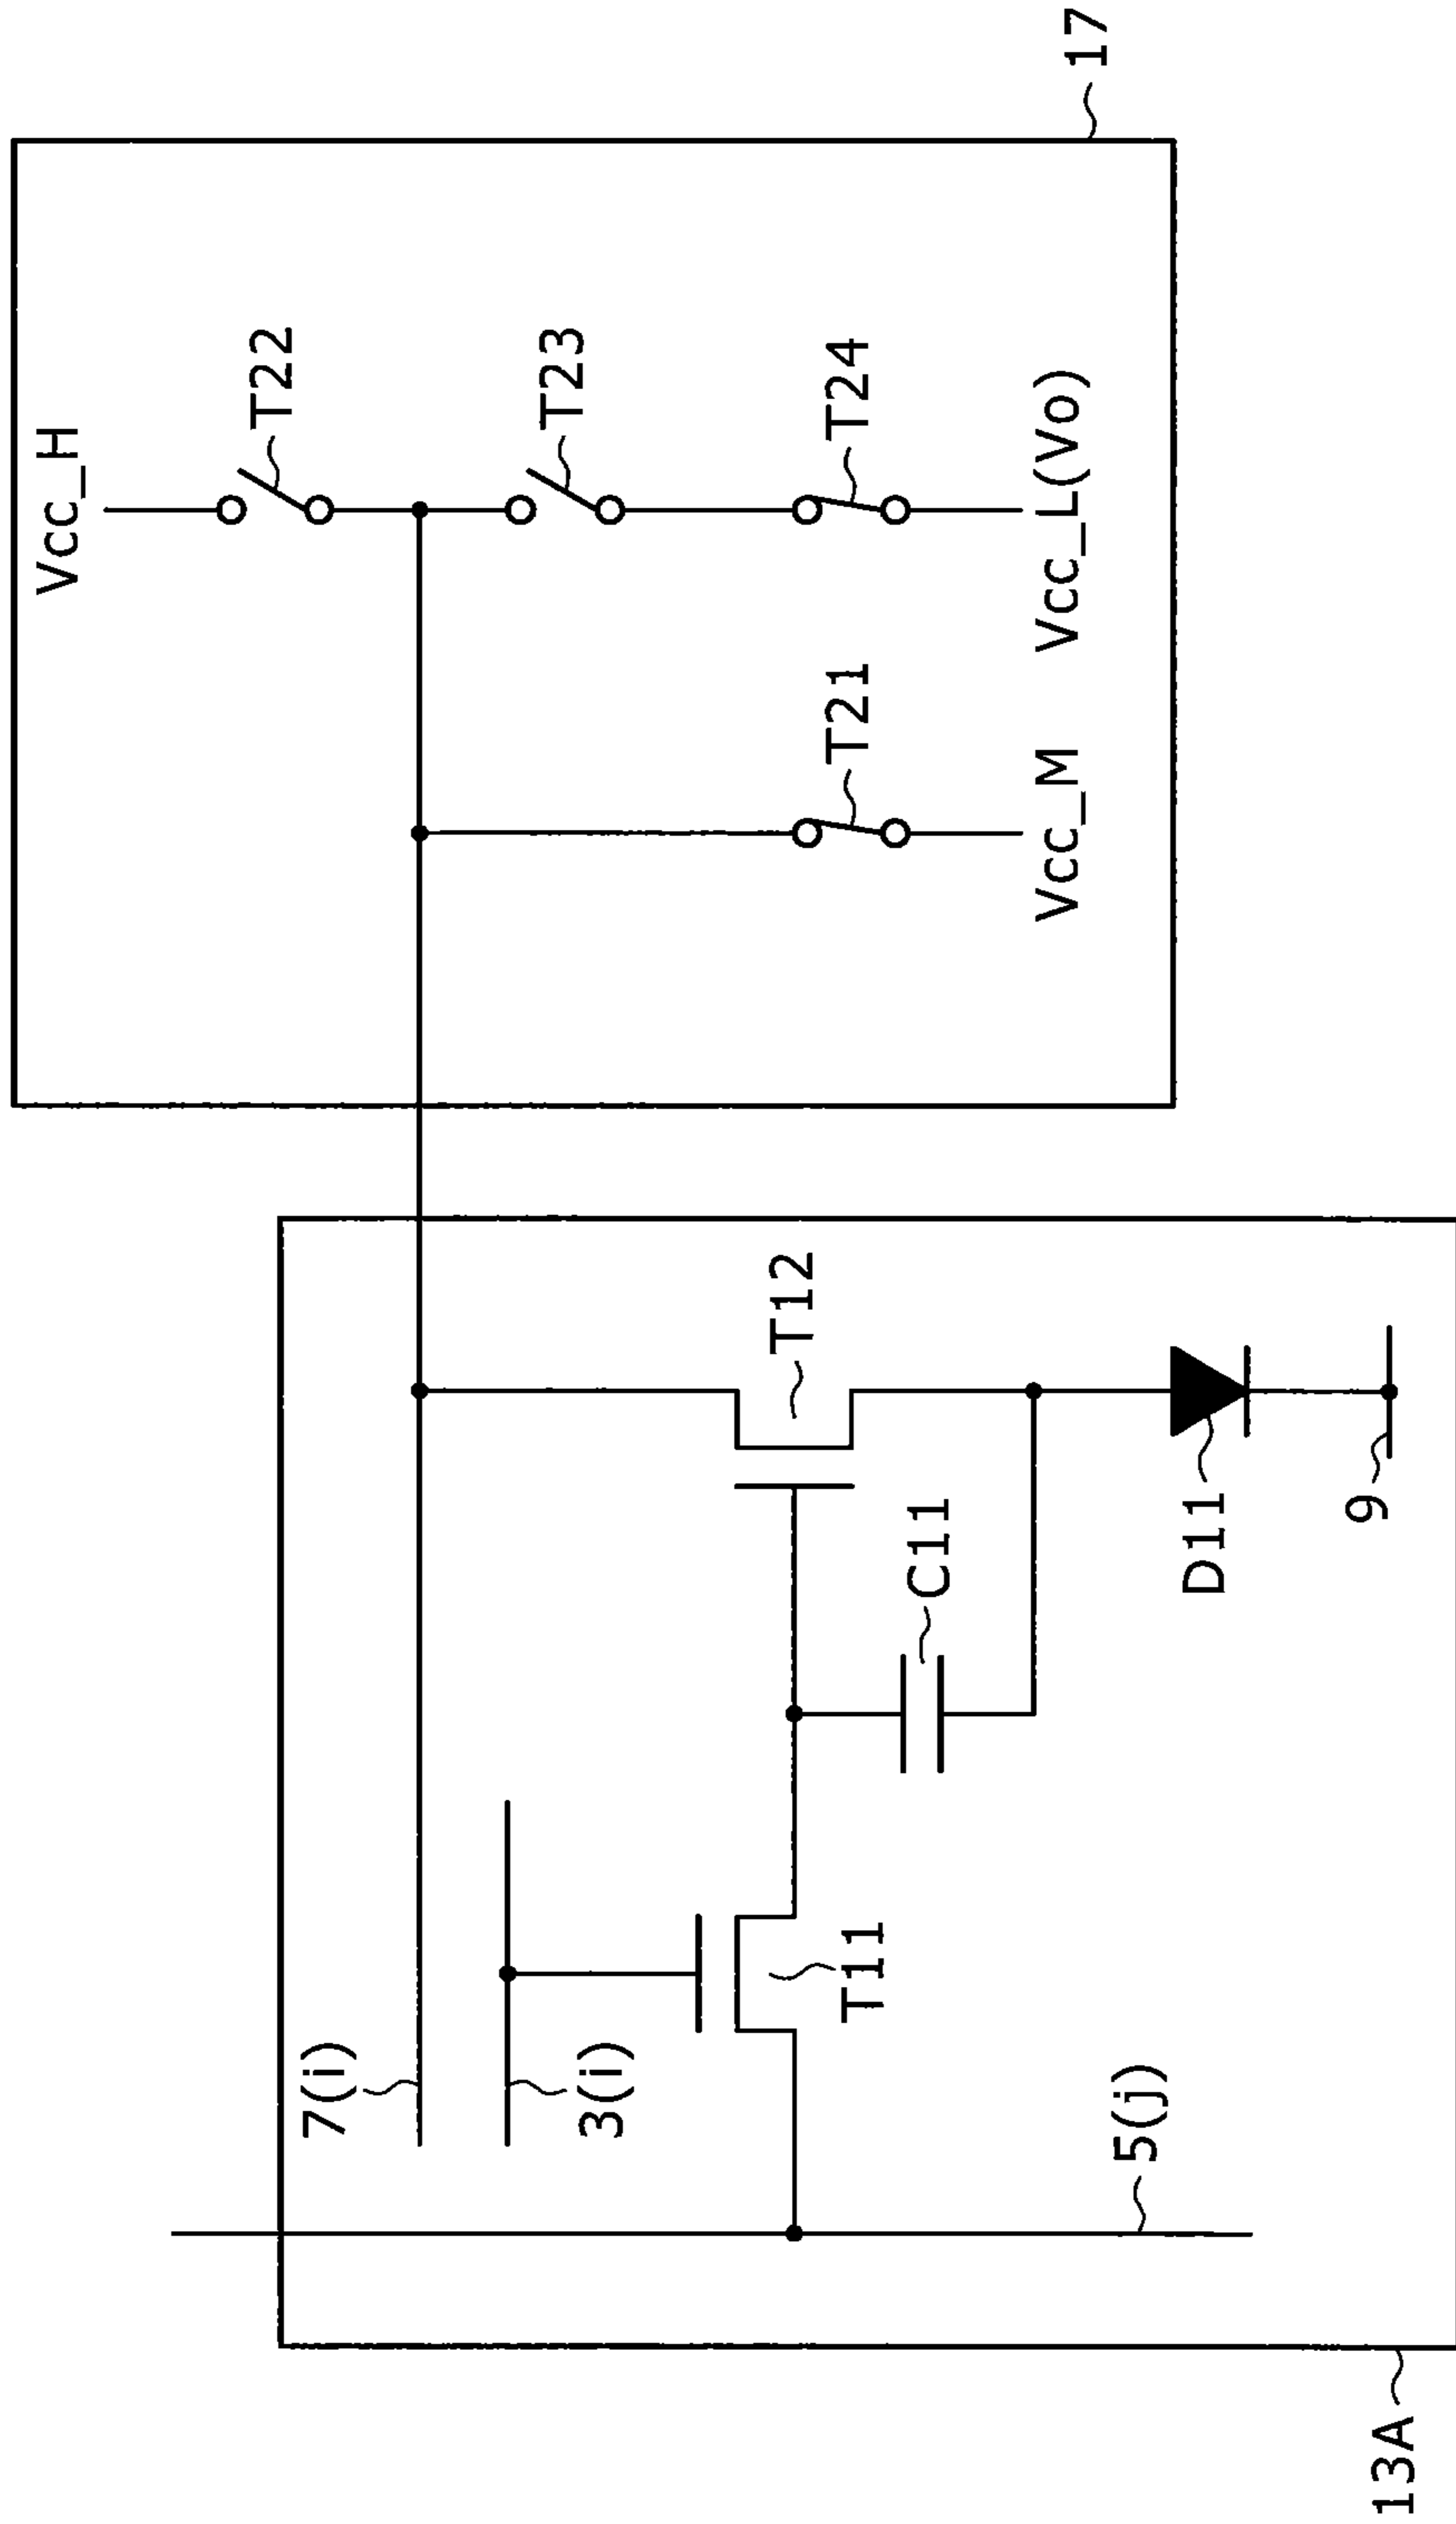 17
Vcc_H
T22
T23
T24
T21
Vcc_M
Vcc_L(Vo)
7(i)
3(i)
T12
T11
C11
D11
9
5(j)
13A